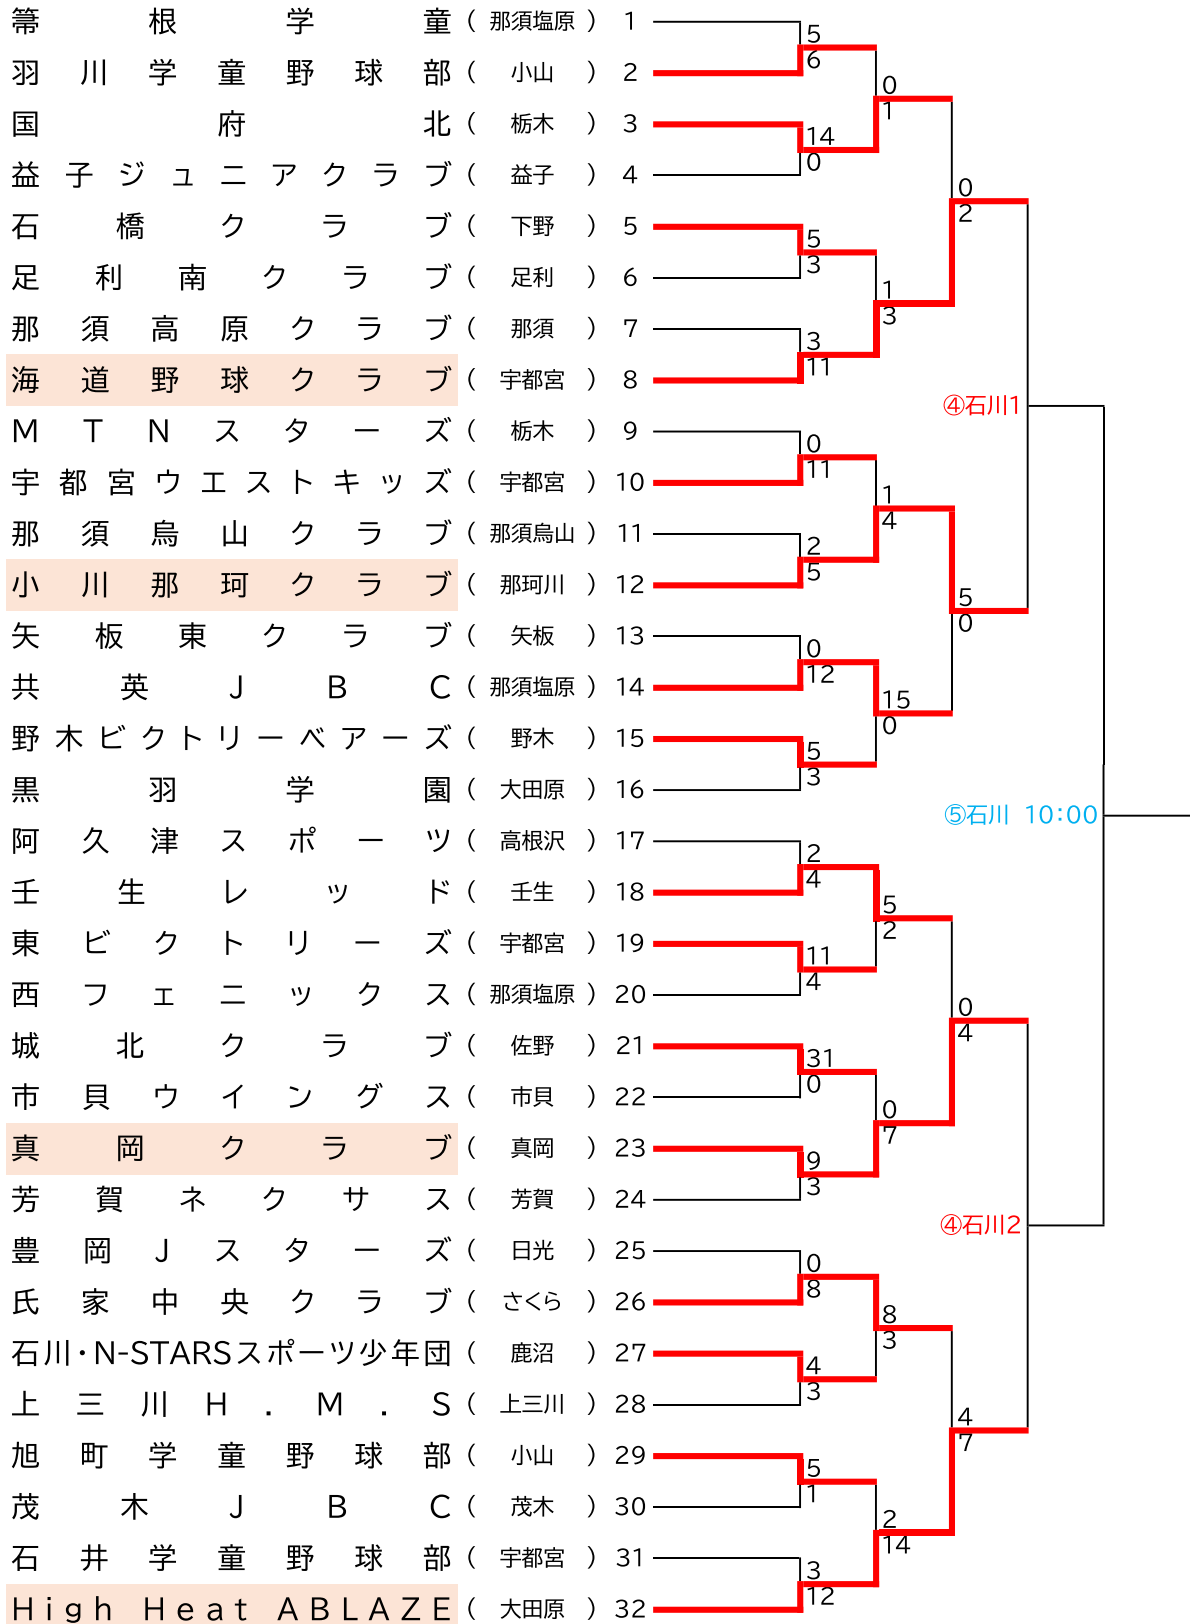 箒根学童 ( 那須塩原 ) 1
5
羽川学童野球部 ( 小山 ) 2
6
0
1
国府北 ( 栃木 ) 3
14
益子ジュニアクラブ ( 益子 ) 4
0
0
2
石橋クラブ ( 下野 ) 5
5
足利南クラブ ( 足利 ) 6
3
1
3
那須高原クラブ ( 那須 ) 7
3
海道野球クラブ ( 宇都宮 ) 8
11
④石川1
MTNスターズ ( 栃木 ) 9
0
宇都宮ウエストキッズ ( 宇都宮 ) 10
11
1
4
那須烏山クラブ ( 那須烏山 ) 11
2
小川那珂クラブ ( 那珂川 ) 12
5
5
0
矢板東クラブ ( 矢板 ) 13
0
共英JBC ( 那須塩原 ) 14
12
15
0
野木ビクトリーベアーズ ( 野木 ) 15
5
黒羽学園 ( 大田原 ) 16
3
⑤石川 10:00
阿久津スポーツ ( 高根沢 ) 17
2
壬生レッド ( 壬生 ) 18
4
5
2
東ビクトリーズ ( 宇都宮 ) 19
11
西フェニックス ( 那須塩原 ) 20
4
0
4
城北クラブ ( 佐野 ) 21
31
市貝ウイングス ( 市貝 ) 22
0
0
7
真岡クラブ ( 真岡 ) 23
9
芳賀ネクサス ( 芳賀 ) 24
3
④石川2
豊岡Jスターズ ( 日光 ) 25
0
氏家中央クラブ ( さくら ) 26
8
8
3
石川・N-STARSスポーツ少年団 ( 鹿沼 ) 27
4
上三川H.M.S ( 上三川 ) 28
3
4
7
旭町学童野球部 ( 小山 ) 29
5
茂木JBC ( 茂木 ) 30
1
2
14
石井学童野球部 ( 宇都宮 ) 31
3
High Heat ABLAZE ( 大田原 ) 32
12